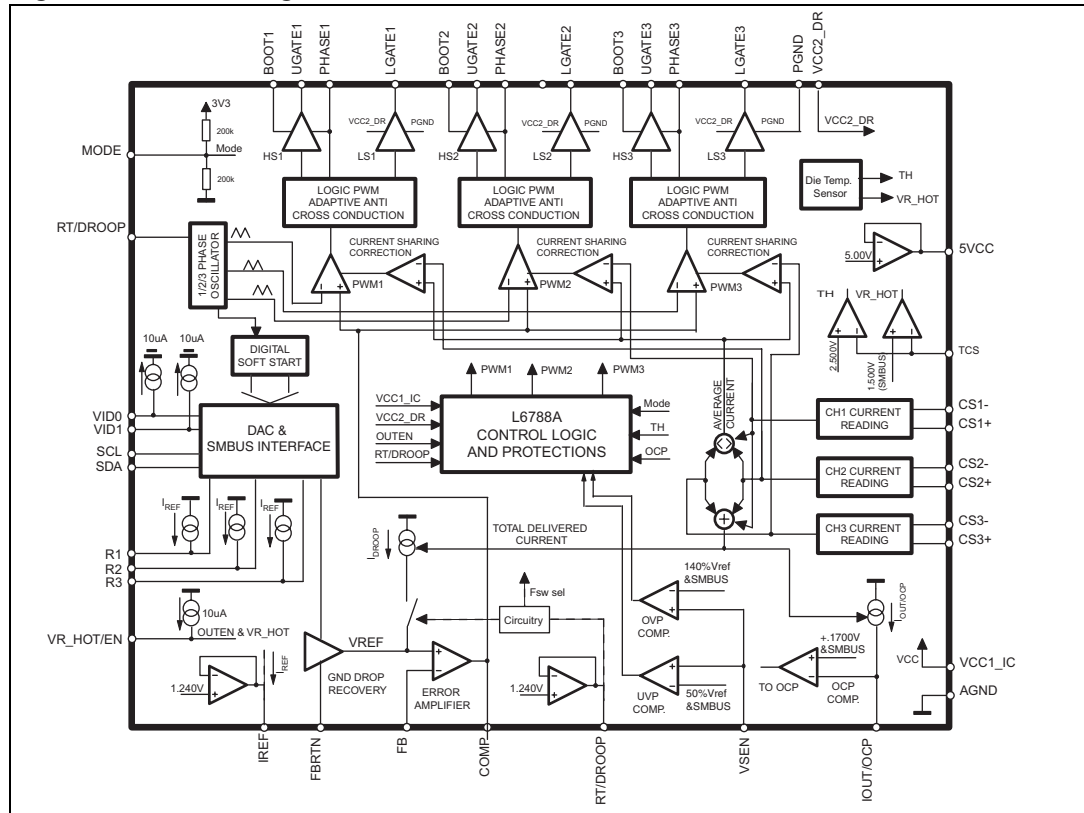 BOOT1
UGATE1
PHASE1
LGATE1
BOOT2
UGATE2
PHASE2
LGATE2
BOOT3
UGATE3
PHASE3
LGATE3
PGND
VCC2_DR
3V3
200k
Mode
200k
MODE
VCC2_DR
PGND
HS1
LS1
VCC2_DR
PGND
HS2
LS2
VCC2_DR
PGND
HS3
LS3
VCC2_DR
LOGIC PWM
ADAPTIVE ANTI
CROSS CONDUCTION
LOGIC PWM
ADAPTIVE ANTI
CROSS CONDUCTION
LOGIC PWM
ADAPTIVE ANTI
CROSS CONDUCTION
Die Temp.
Sensor
TH
VR_HOT
RT/DROOP
1/2/3 PHASE
OSCILLATOR
CURRENT SHARING
CORRECTION
PWM1
CURRENT SHARING
CORRECTION
PWM2
CURRENT SHARING
CORRECTION
PWM3
5.00V
5VCC
TH
VR_HOT
2.500V
1.500V
(SMBUS)
TCS
DIGITAL
SOFT START
10uA
10uA
VID0
VID1
SCL
SDA
DAC &
SMBUS INTERFACE
PWM1
PWM2
PWM3
VCC1_IC
VCC2_DR
OUTEN
RT/DROOP
L6788A
CONTROL LOGIC
AND PROTECTIONS
Mode
TH
OCP
AVERAGE
CURRENT
CH1 CURRENT
READING
CS1-
CS1+
CH2 CURRENT
READING
CS2-
CS2+
CH3 CURRENT
READING
CS3-
CS3+
IREF
IREF
IREF
R1
R2
R3
IDROOP
TOTAL DELIVERED
CURRENT
10uA
OUTEN & VR_HOT
VR_HOT/EN
Fsw sel
Circuitry
140%Vref
&SMBUS
OVP
COMP.
IOUT/OCP
1.240V
IREF
VREF
GND DROP
RECOVERY
ERROR
AMPLIFIER
1.240V
UVP
COMP.
50%Vref
&SMBUS
+.1700V
&SMBUS
TO OCP
OCP
COMP.
VCC
VCC1_IC
AGND
IREF
FBRTN
FB
COMP
RT/DROOP
VSEN
IOUT/OCP